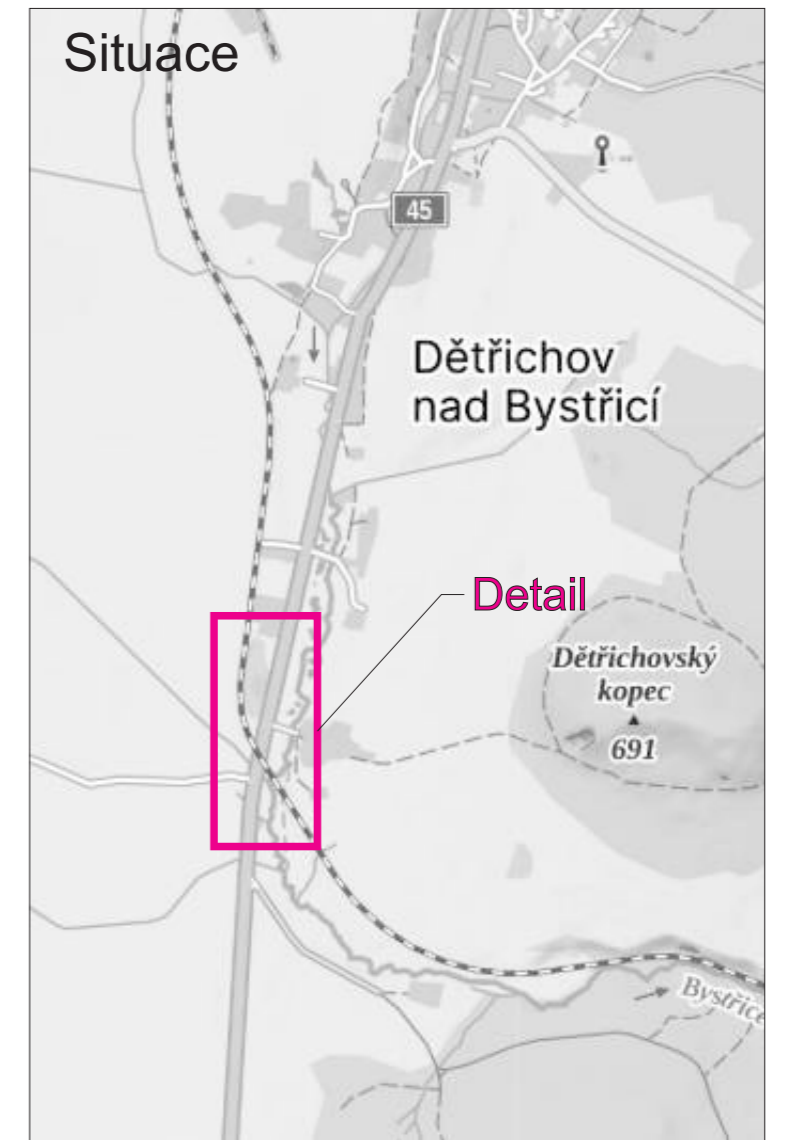 Situace
45
Dětřichov
nad Bystřicí
Detail
Dětřichovský
kopec
691
Bystřice